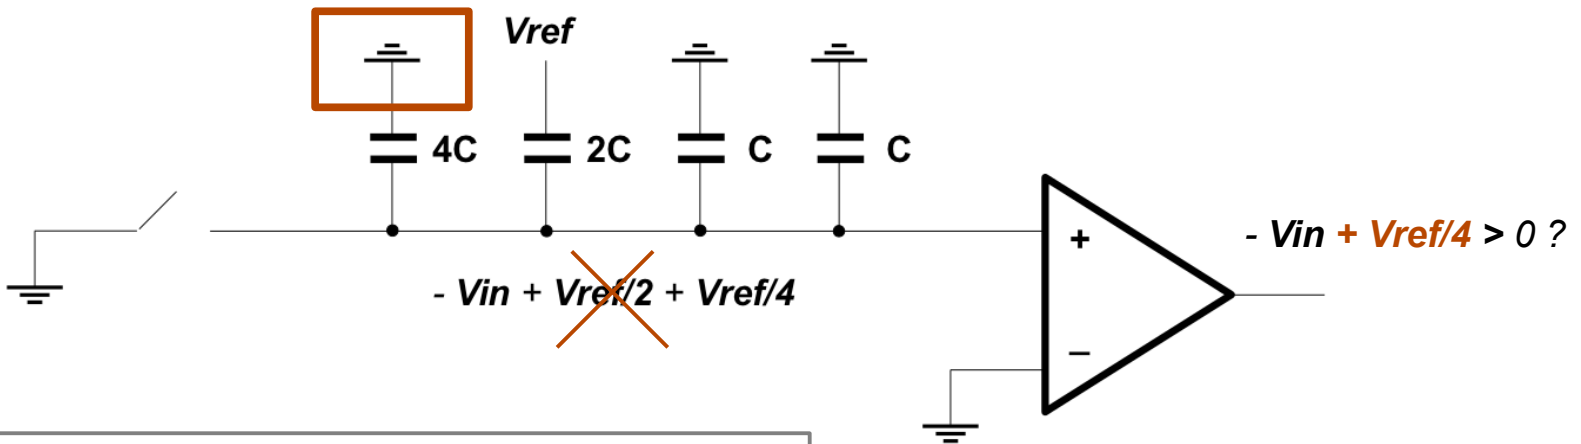 Vref
4C
2C
C
C
+
- Vin + Vref/4 > 0 ?
- Vin + Vref/2 + Vref/4
–